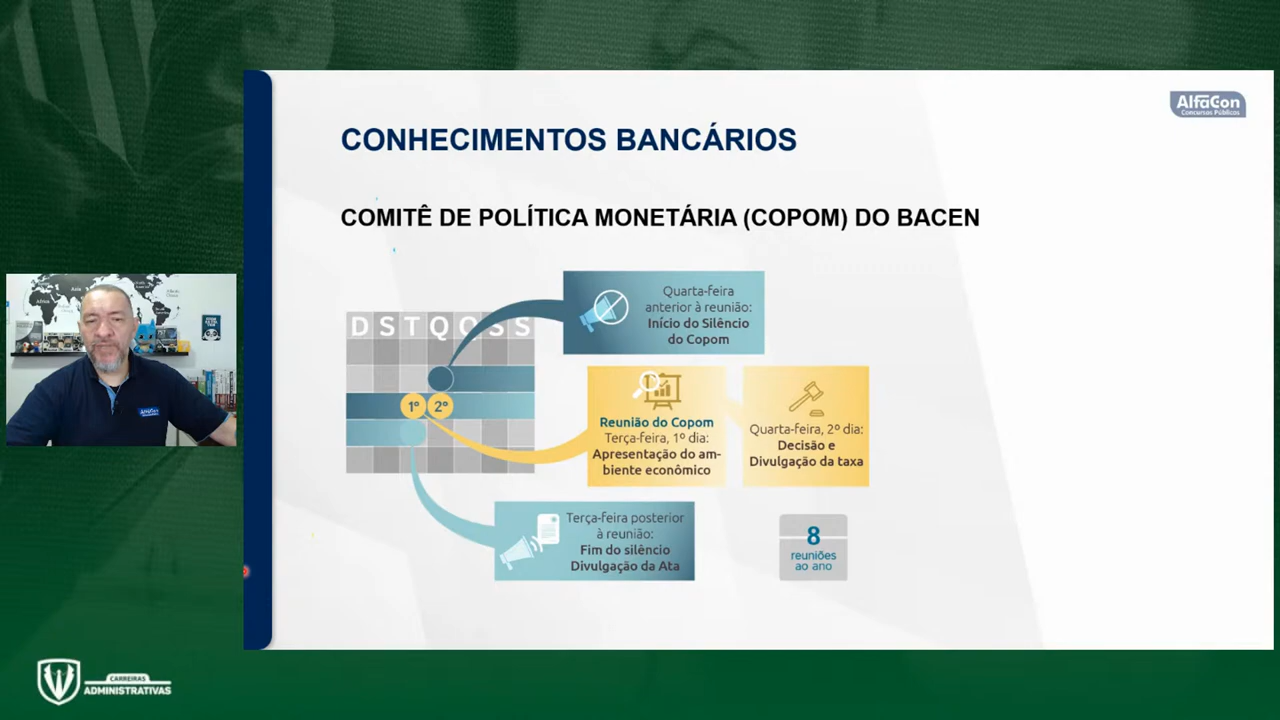 AlfaCon
Concursos Públicos
CONHECIMENTOS BANCÁRIOS
COMITÊ DE POLÍTICA MONETÁRIA (COPOM) DO BACEN
D S T Q Q S S
1º 2º
Quarta-feira
anterior à reunião:
Início do Silêncio
do Copom
Reunião do Copom
Terça-feira, 1º dia:
Apresentação do am-
biente econômico
Quarta-feira, 2º dia:
Decisão e
Divulgação da taxa
Terça-feira posterior
à reunião:
Fim do silêncio
Divulgação da Ata
8
reuniões
ao ano
AlfaCon
CARREIRAS
ADMINISTRATIVAS